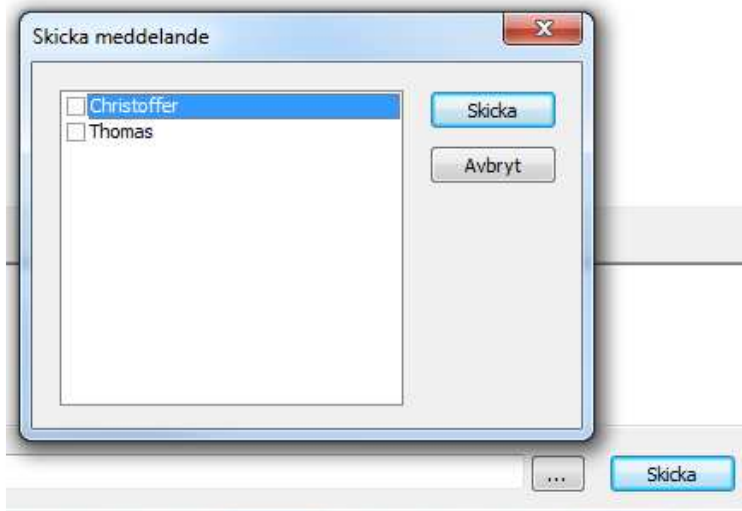 Skicka meddelande
Christoffer
Skicka
Thomas
Avbryt
...
Skicka